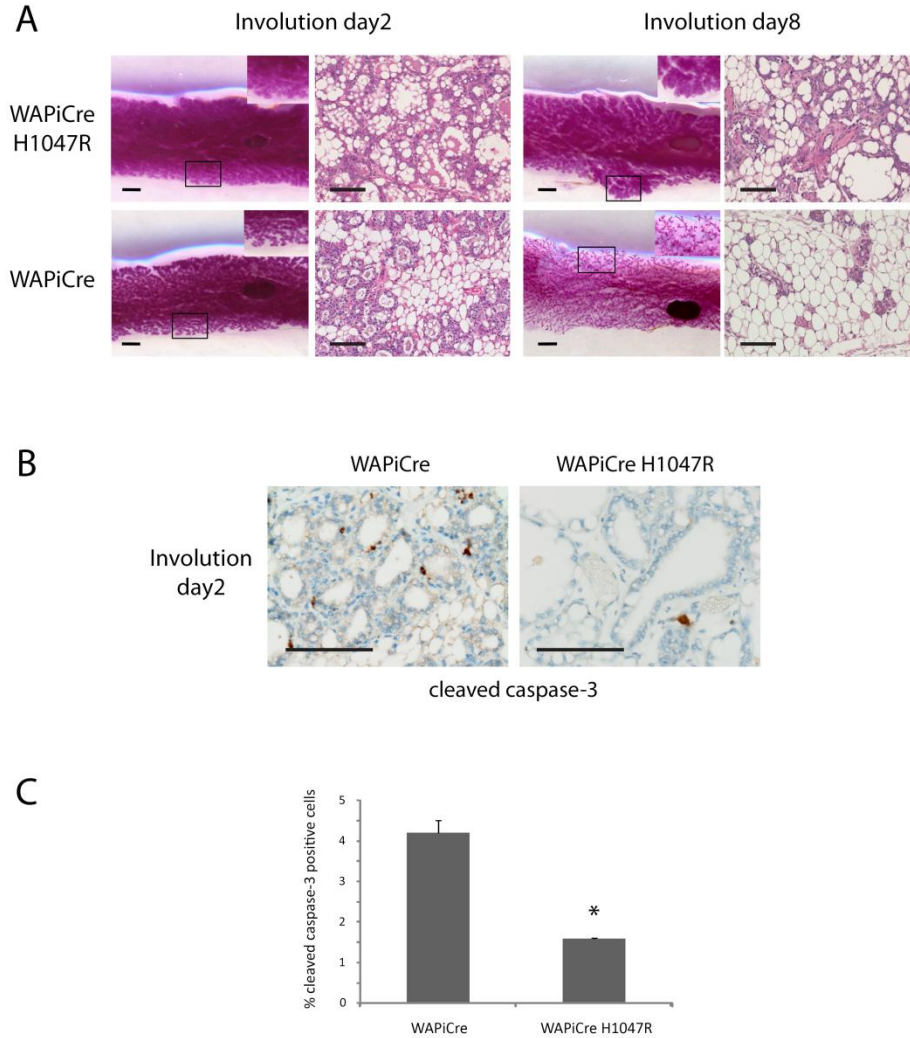 A
Involution day2
Involution day8
WAPiCre
H1047R
WAPiCre
B
WAPiCre
WAPiCre H1047R
Involution
day2
cleaved caspase-3
C
% cleaved caspase-3 positive cells
5
4
3
2
1
0
*
WAPiCre
WAPiCre H1047R